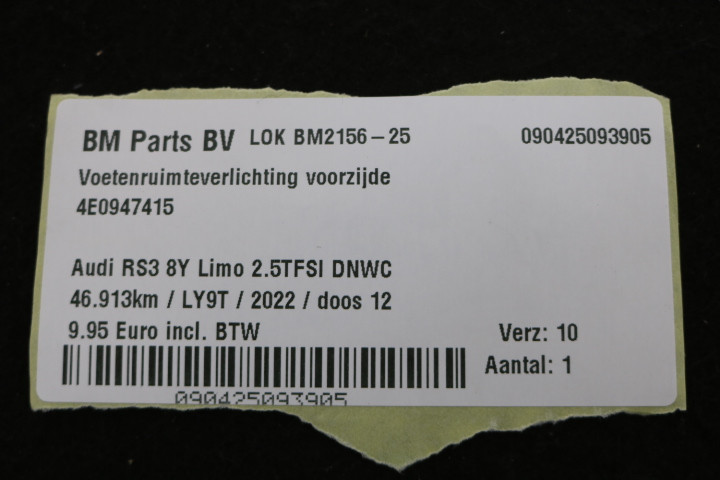 BM Parts BV LOK BM2156-25 090425093905
Voetenruimteverlichting voorzijde
4E0947415
Audi RS3 8Y Limo 2.5TFSI DNWC
46.913km / LY9T / 2022 / doos 12
9.95 Euro incl. BTW Verz: 10
Aantal: 1
090425093905